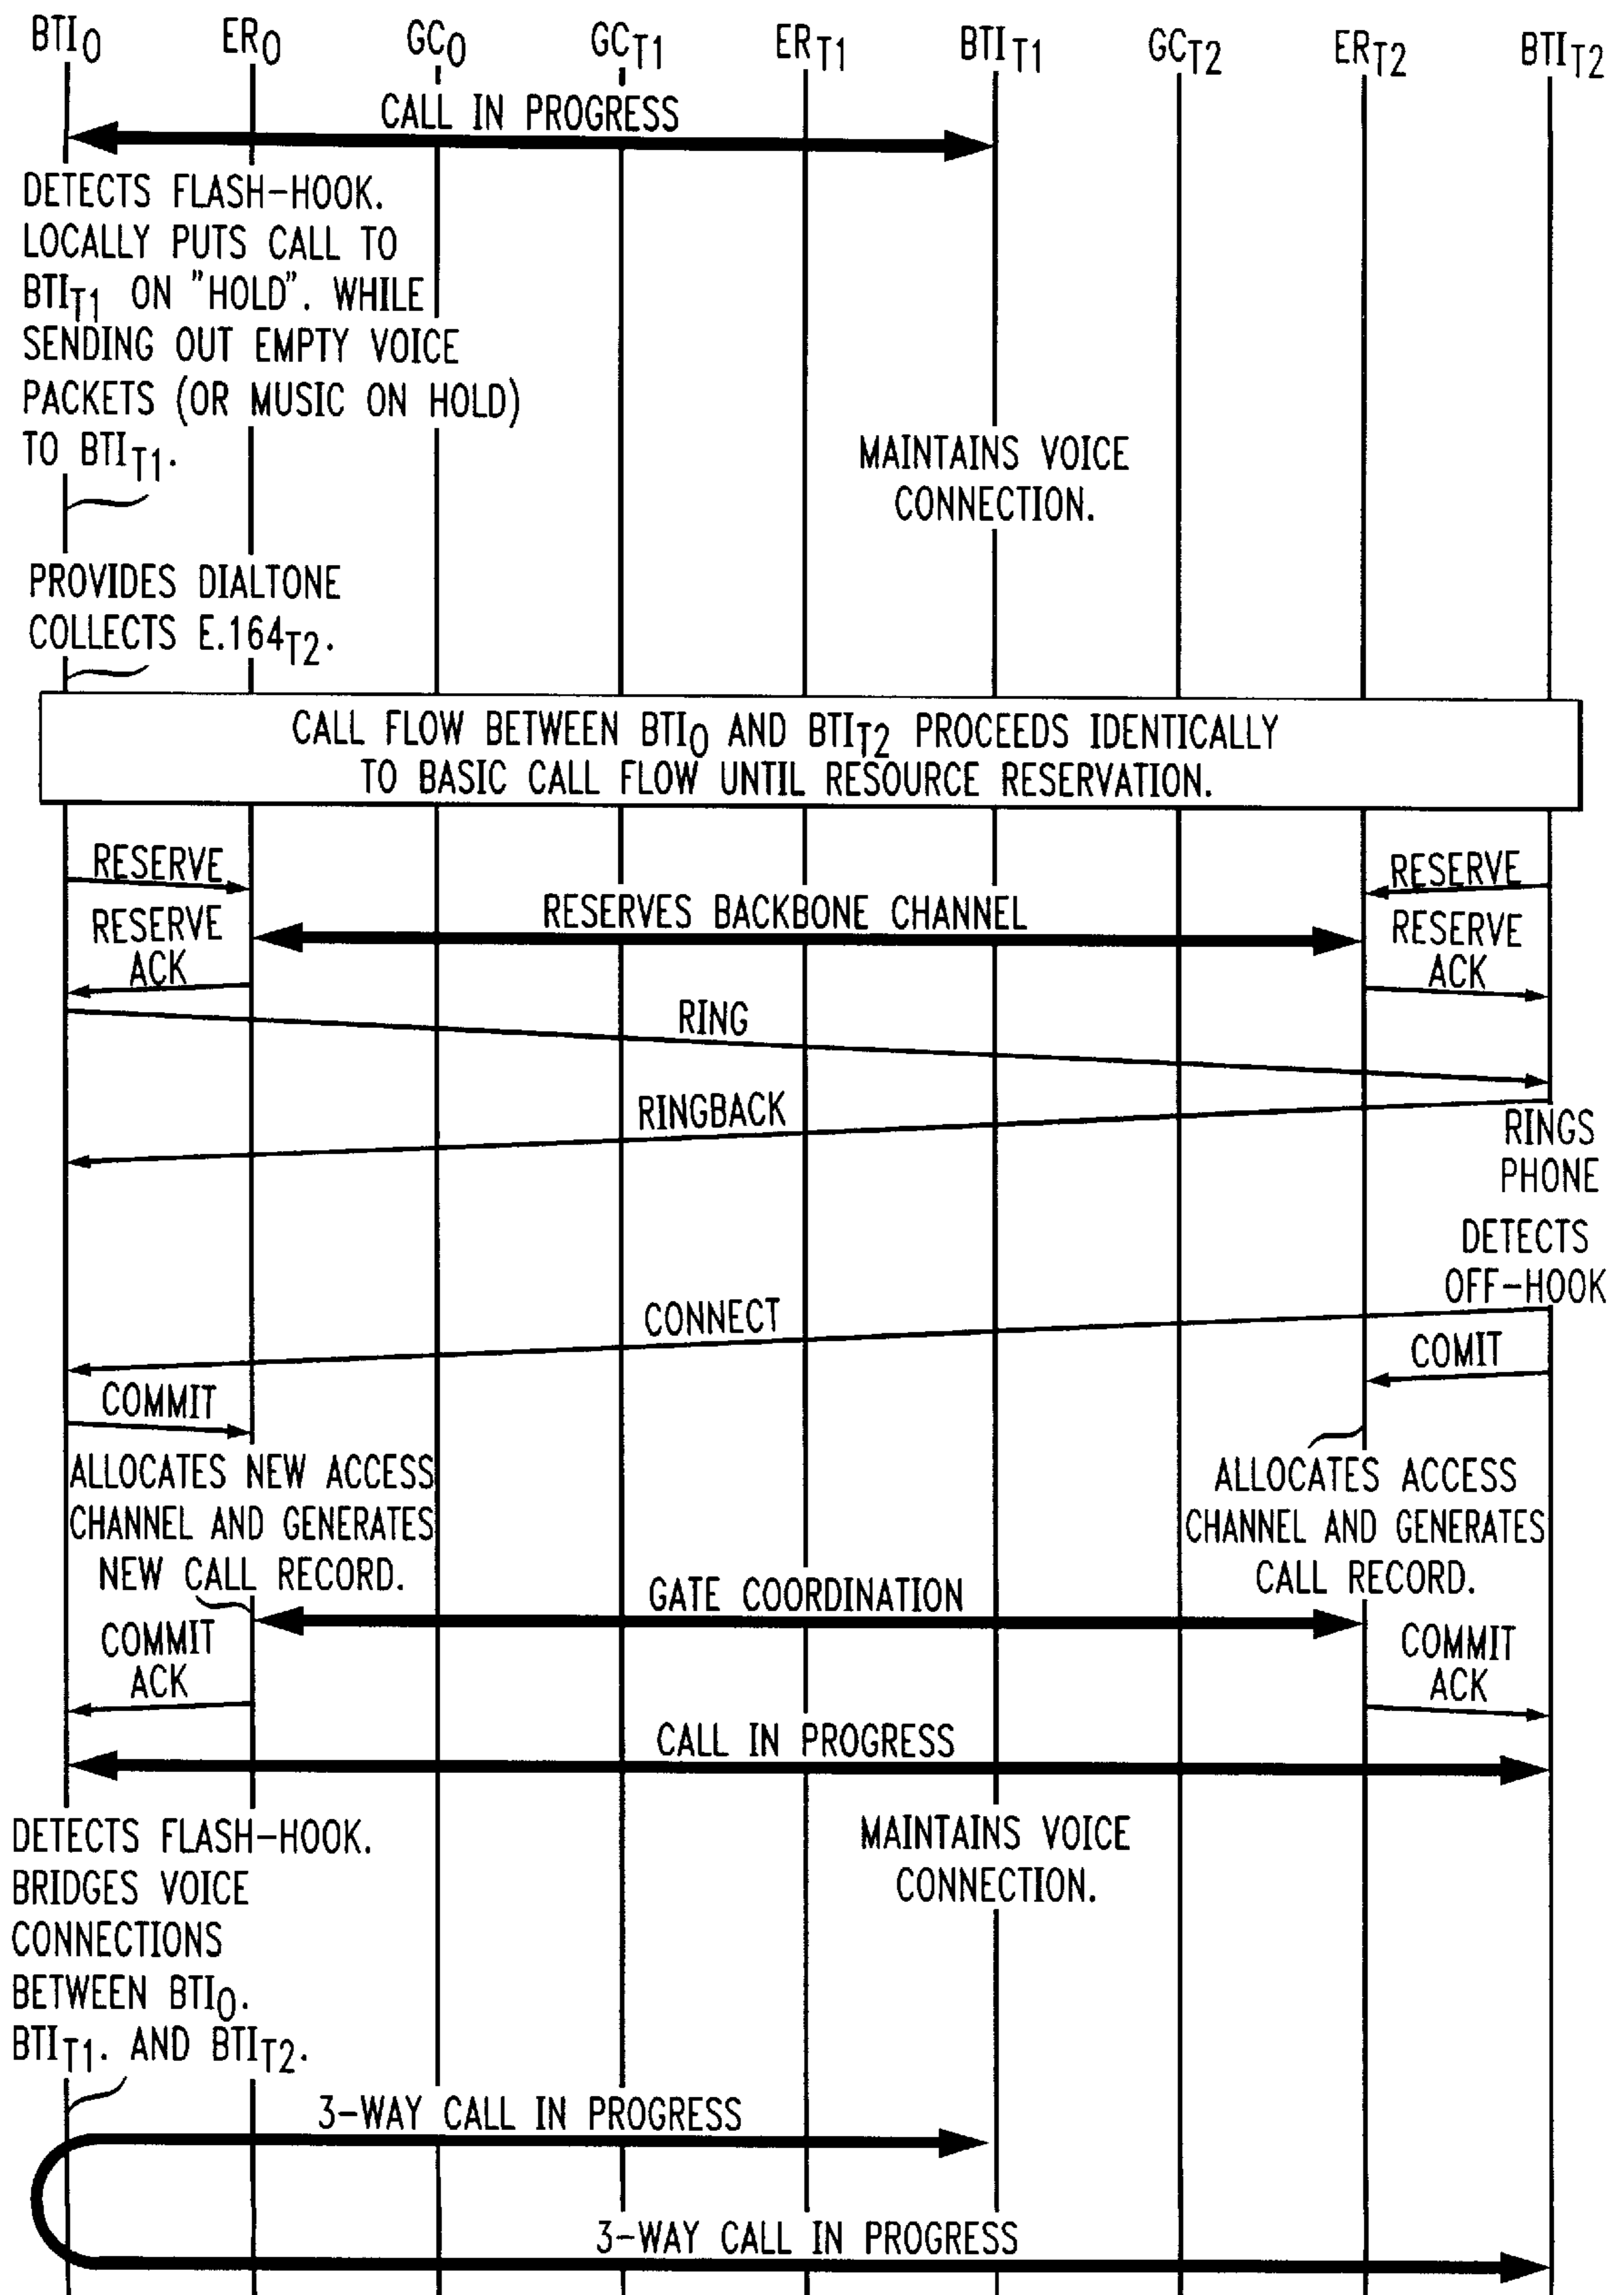 BTIO ERO GCO GCT1 ERT1 BTIT1 GCT2 ERT2 BTIT2
CALL IN PROGRESS
DETECTS FLASH-HOOK.
LOCALLY PUTS CALL TO
BTIT1 ON "HOLD". WHILE
SENDING OUT EMPTY VOICE
PACKETS (OR MUSIC ON HOLD)
TO BTIT1.
MAINTAINS VOICE
CONNECTION.
PROVIDES DIALTONE
COLLECTS E.164T2.
CALL FLOW BETWEEN BTIO AND BTIT2 PROCEEDS IDENTICALLY
TO BASIC CALL FLOW UNTIL RESOURCE RESERVATION.
RESERVE
RESERVE
RESERVES BACKBONE CHANNEL
RESERVE
ACK
RESERVE
ACK
RING
RINGBACK
RINGS
PHONE
DETECTS
OFF-HOOK
CONNECT
COMIT
COMMIT
ALLOCATES NEW ACCESS
CHANNEL AND GENERATES
NEW CALL RECORD.
ALLOCATES ACCESS
CHANNEL AND GENERATES
CALL RECORD.
GATE COORDINATION
COMMIT
ACK
COMMIT
ACK
CALL IN PROGRESS
DETECTS FLASH-HOOK.
BRIDGES VOICE
CONNECTIONS
BETWEEN BTIO.
BTIT1. AND BTIT2.
MAINTAINS VOICE
CONNECTION.
3-WAY CALL IN PROGRESS
3-WAY CALL IN PROGRESS